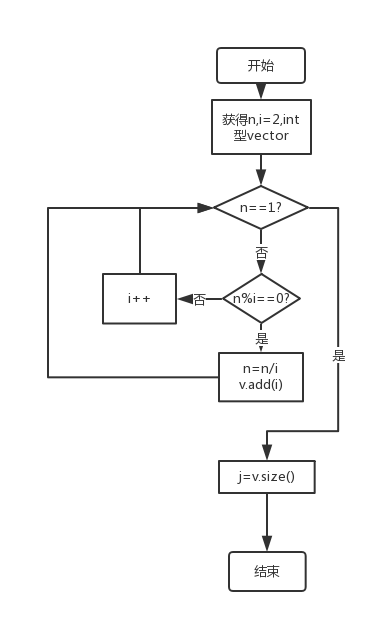 开始
获得n,i=2,int
型vector
n==1?
否
n%i==0?
否
i++
是
n=n/i
v.add(i)
是
j=v.size()
结束